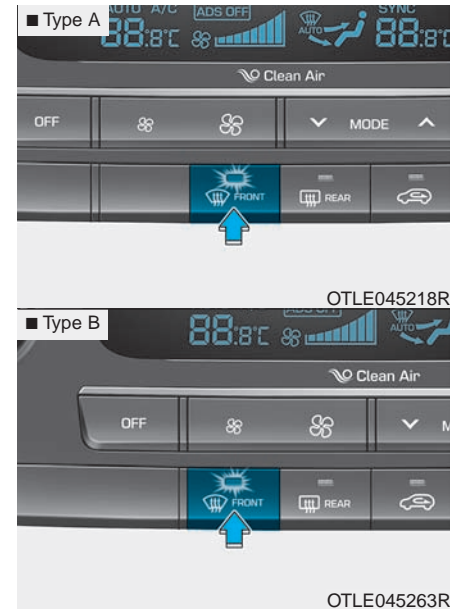 ■ Type A
AUTO A/C ADS OFF SYNC
88:8°C AUTO 88:8°C
Clean Air
OFF MODE
FRONT REAR
OTLE045218R
■ Type B
88:8°C AUTO
Clean Air
OFF
FRONT REAR
OTLE045263R